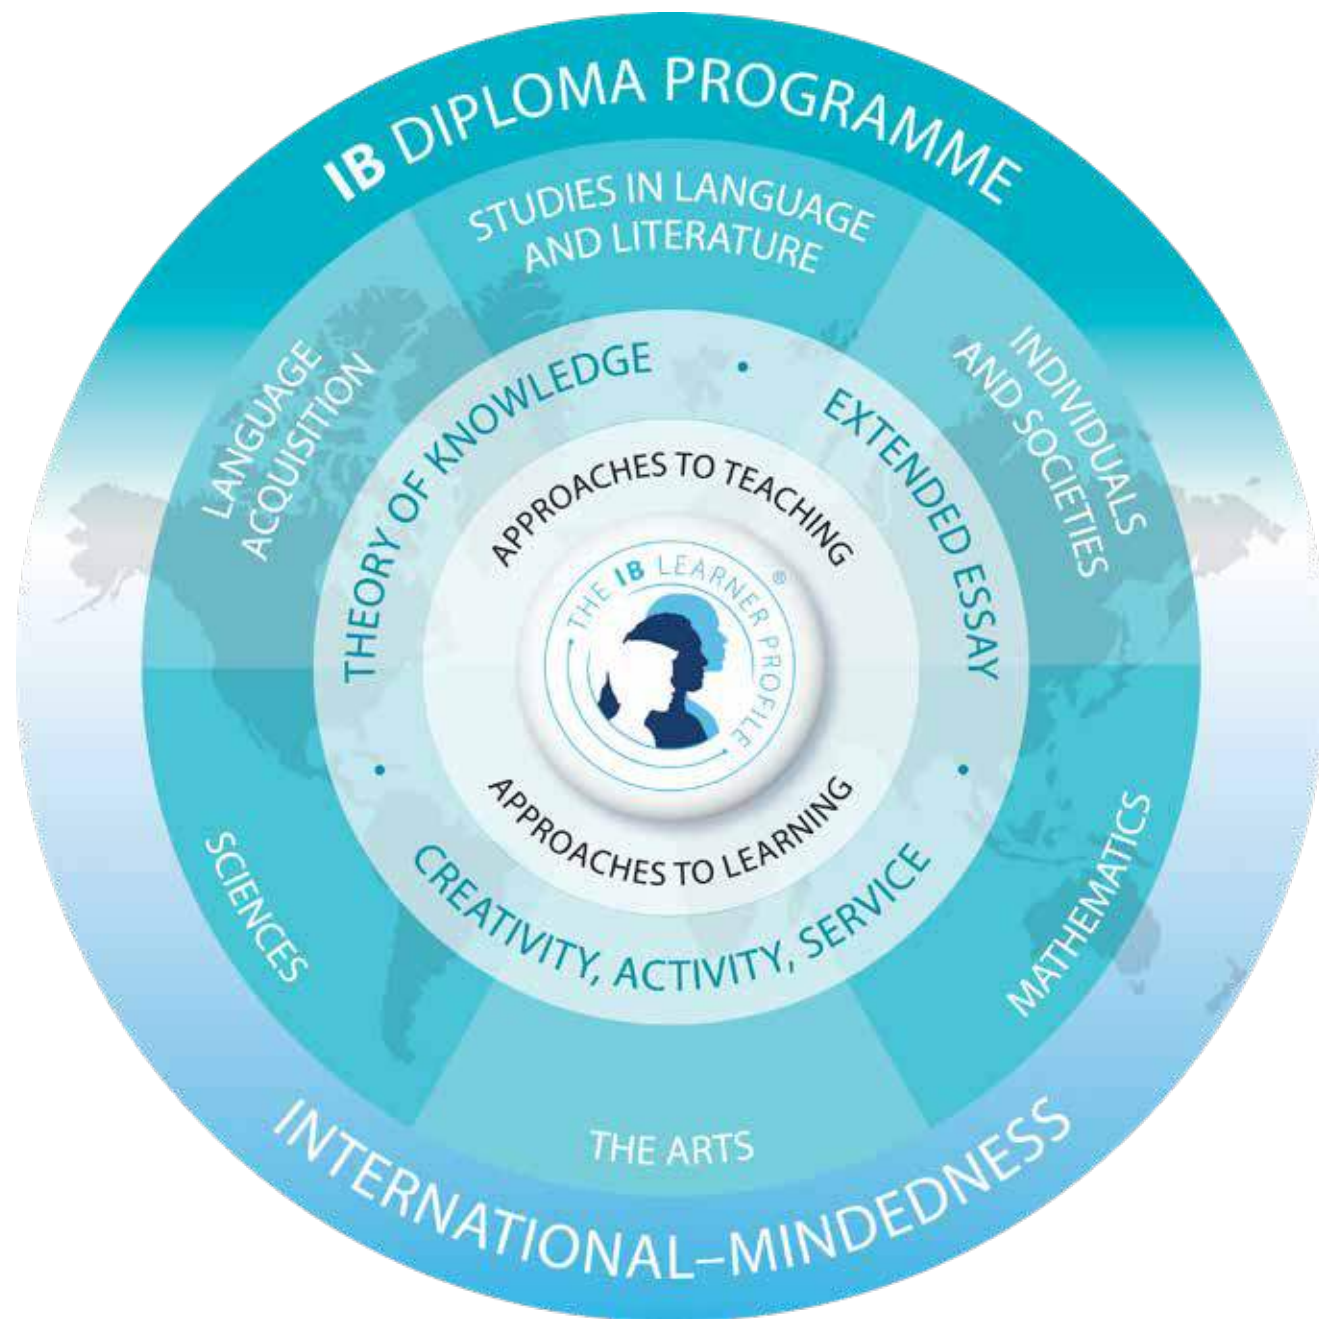 IB DIPLOMA PROGRAMME
STUDIES IN LANGUAGE
AND LITERATURE
LANGUAGE
ACQUISITION
INDIVIDUALS
AND SOCIETIES
THEORY OF KNOWLEDGE
•
EXTENDED ESSAY
APPROACHES TO TEACHING
THE IB LEARNER PROFILE
®
APPROACHES TO LEARNING
•
•
CREATIVITY, ACTIVITY, SERVICE
SCIENCES
MATHEMATICS
THE ARTS
INTERNATIONAL–MINDEDNESS